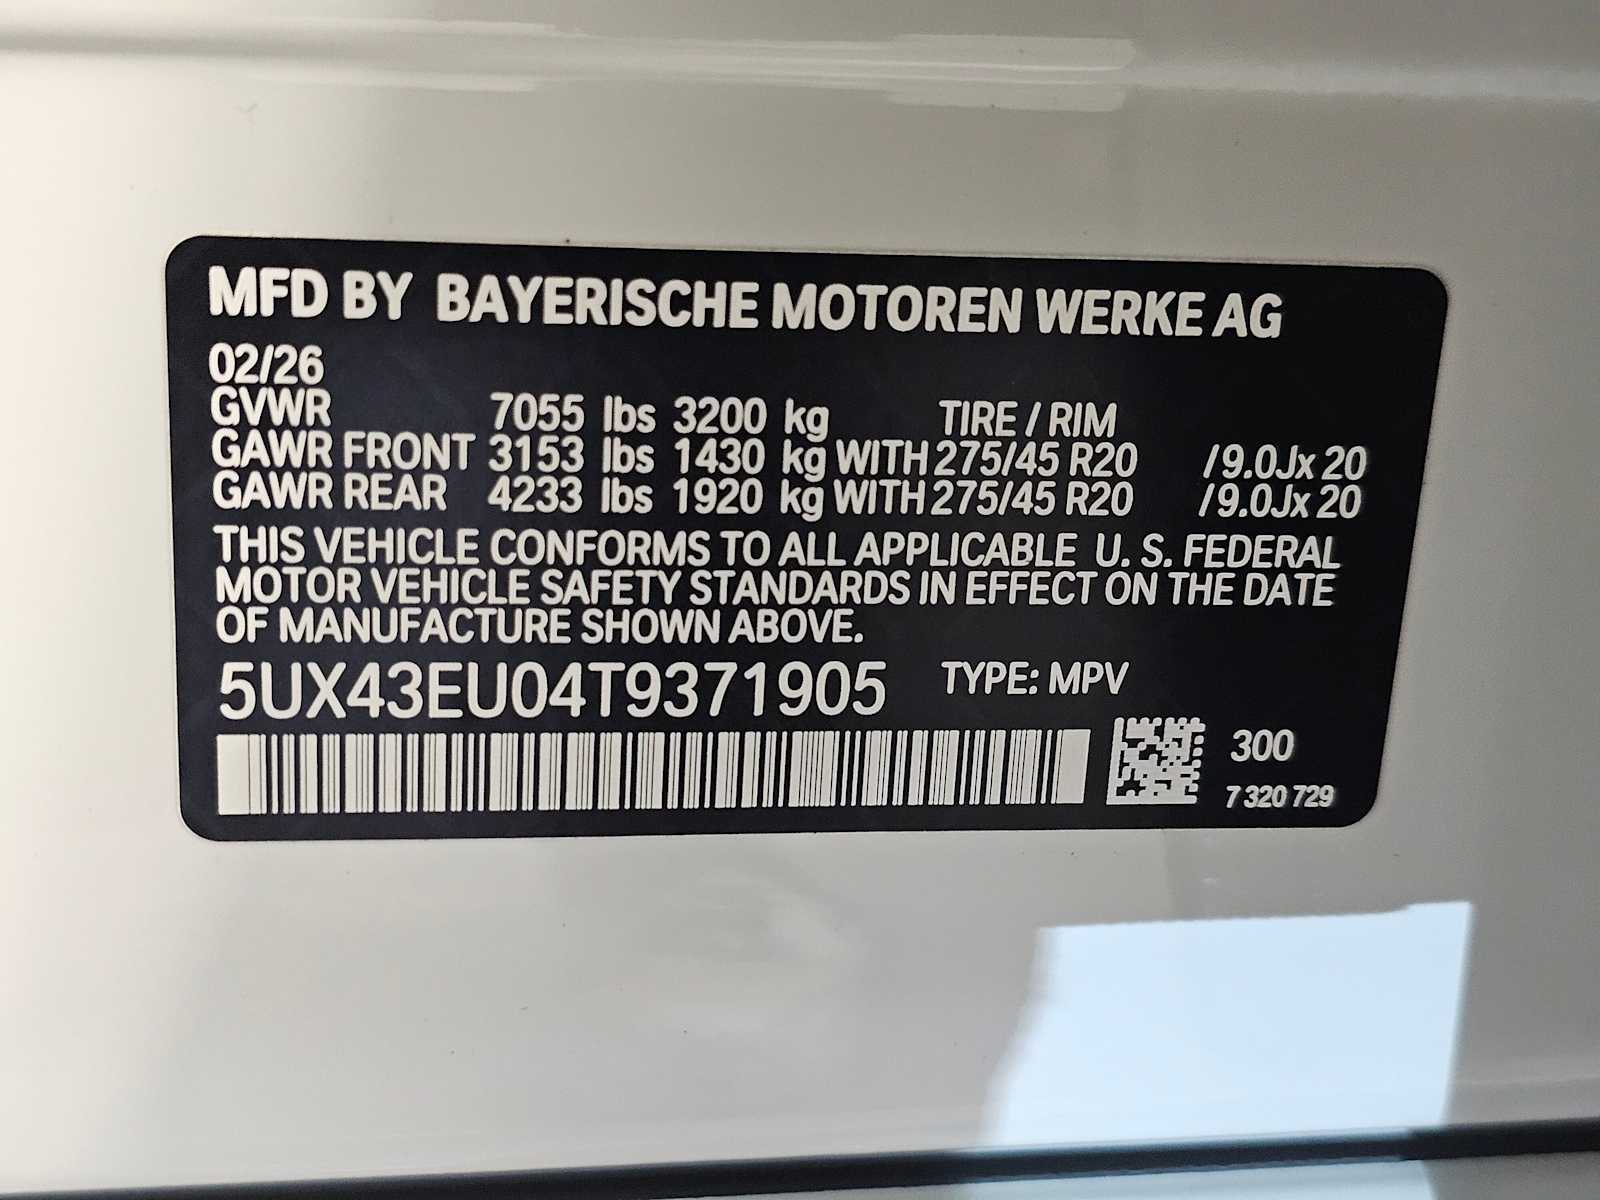 MFD BY BAYERISCHE MOTOREN WERKE AG
02/26
GVWR 7055 lbs 3200 kg TIRE / RIM
GAWR FRONT 3153 lbs 1430 kg WITH 275/45 R20 /9.0Jx 20
GAWR REAR 4233 lbs 1920 kg WITH 275/45 R20 /9.0Jx 20
THIS VEHICLE CONFORMS TO ALL APPLICABLE U. S. FEDERAL
MOTOR VEHICLE SAFETY STANDARDS IN EFFECT ON THE DATE
OF MANUFACTURE SHOWN ABOVE.
5UX43EU04T9371905 TYPE: MPV
300
7 320 729